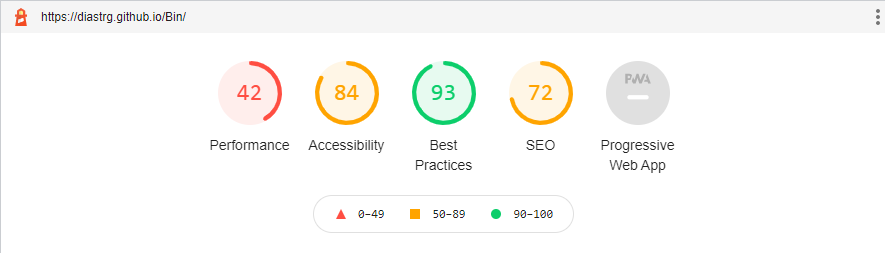 https://diastrg.github.io/Bin/
42
84
93
72
PWA
Performance
Accessibility
Best
Practices
SEO
Progressive
Web App
0–49
50–89
90–100